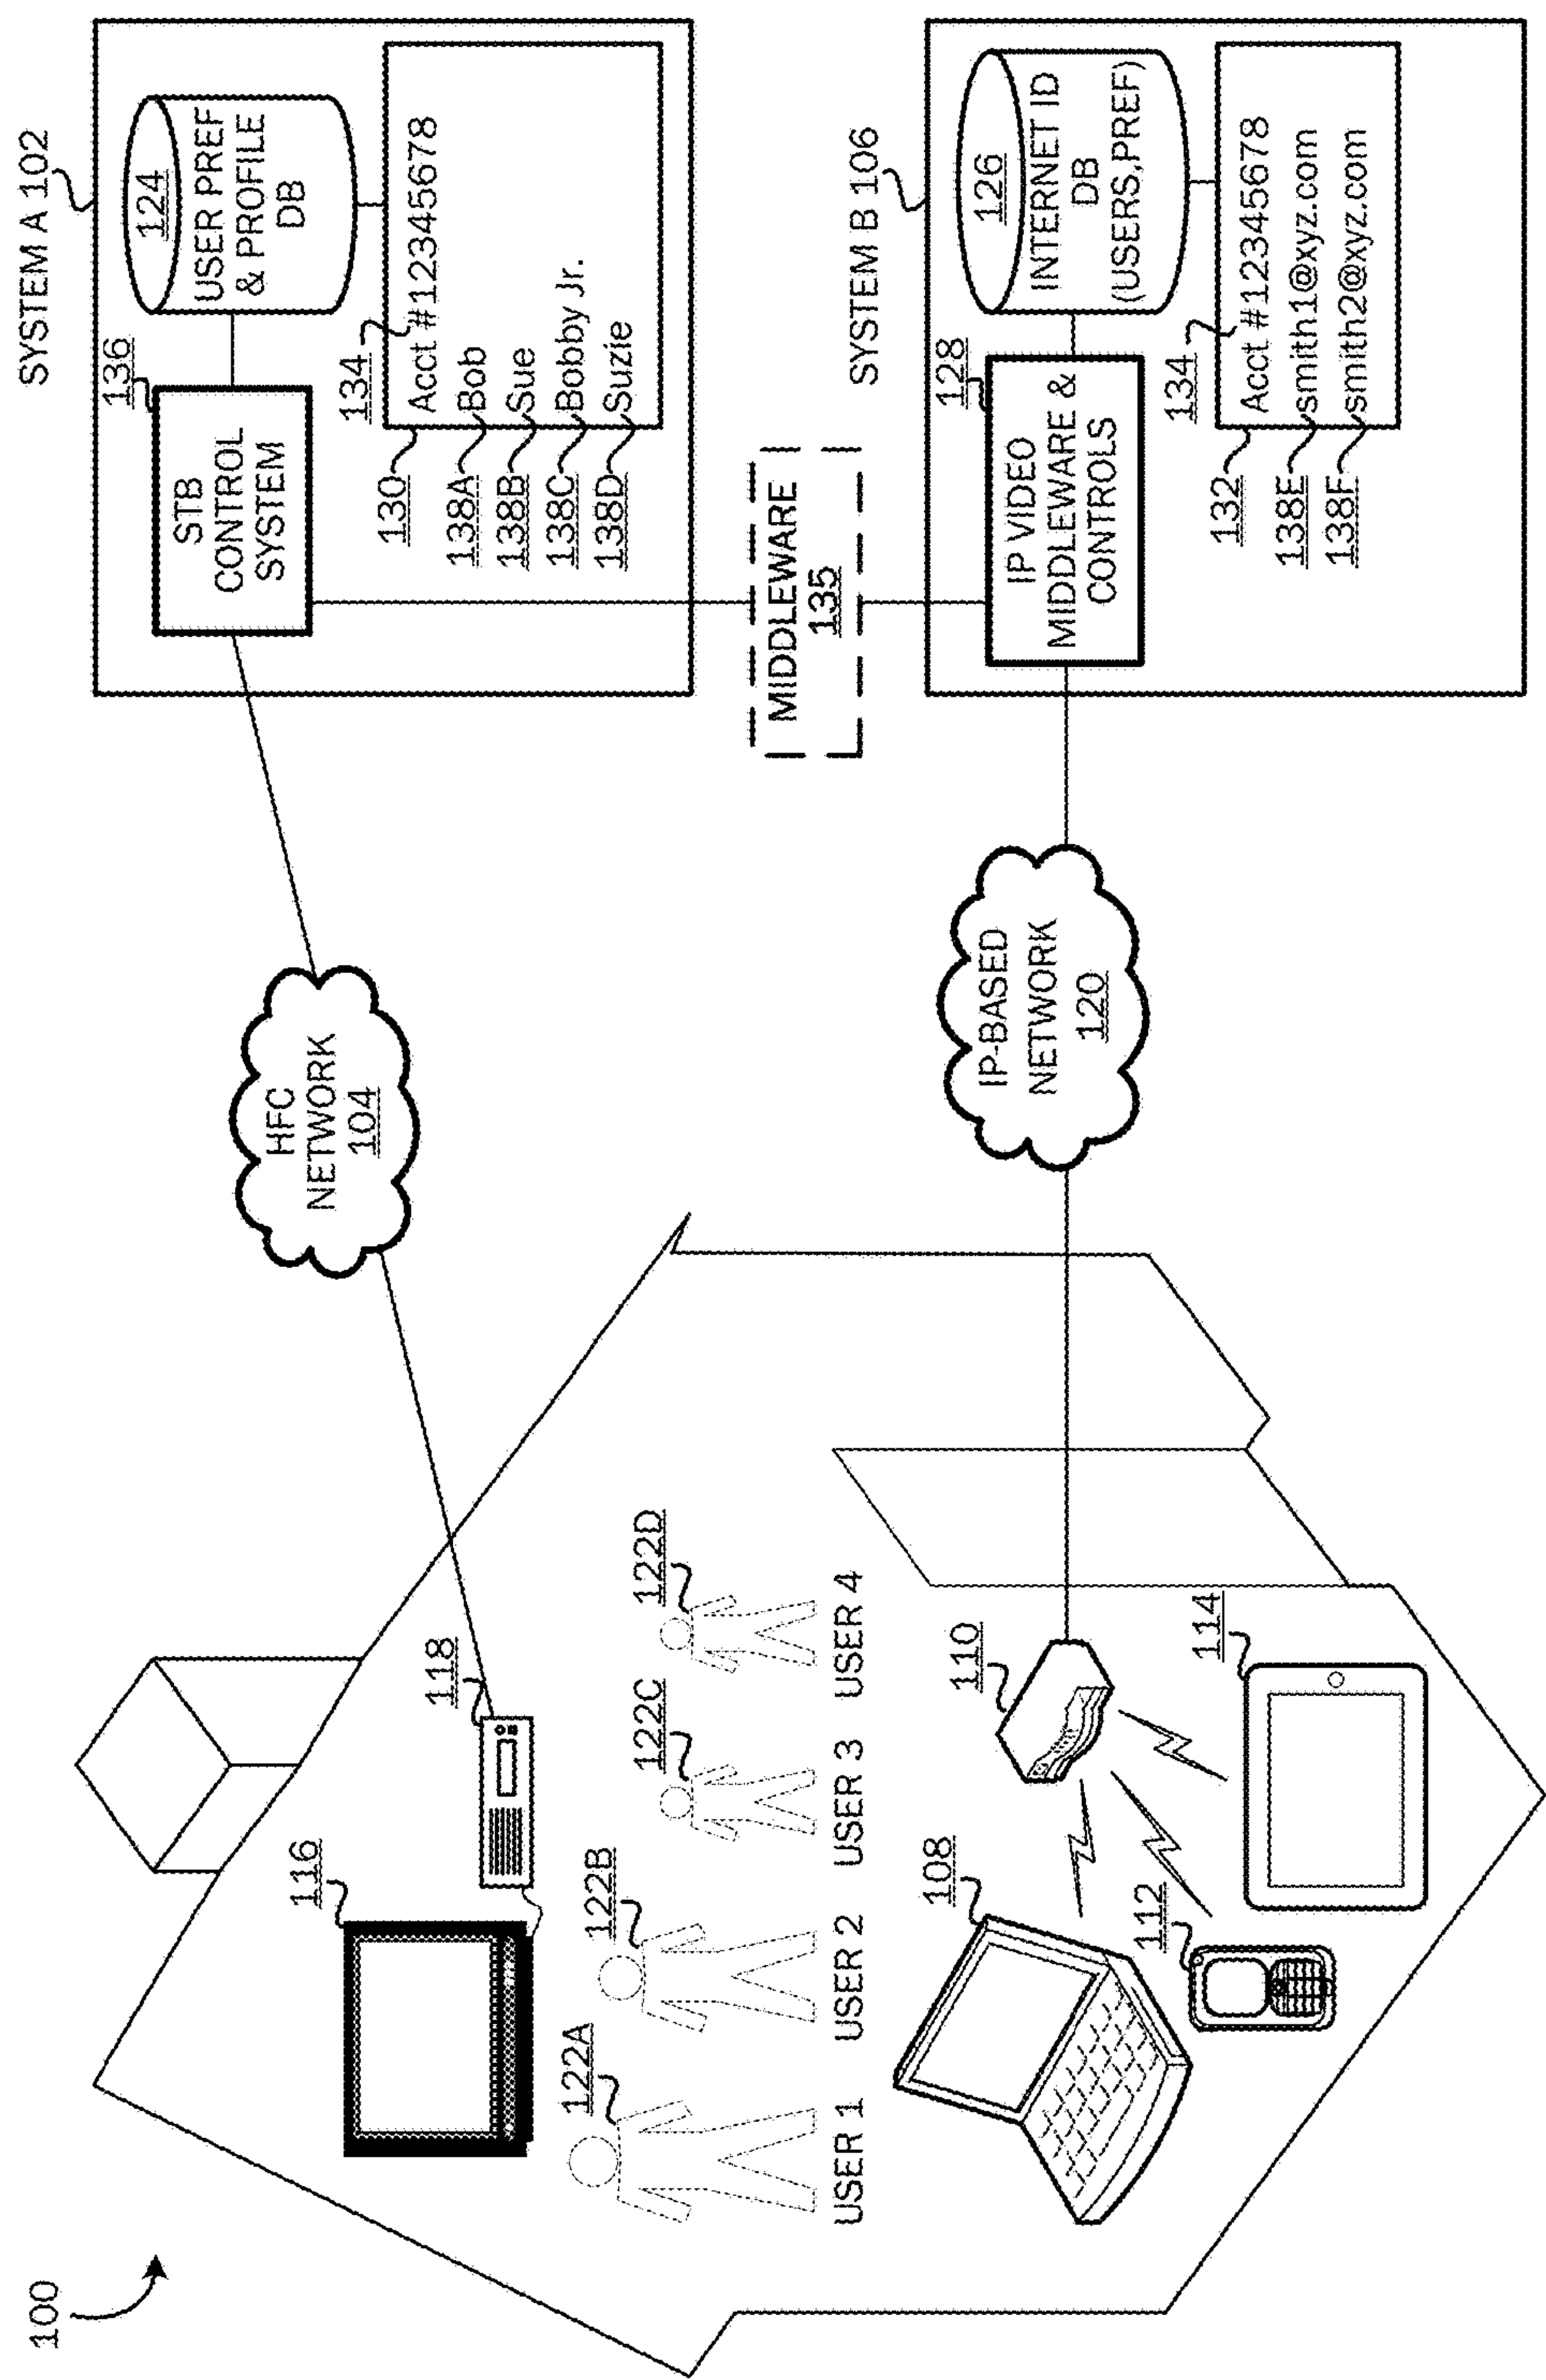 100
SYSTEM A 102
136
STB
CONTROL
SYSTEM
124
USER PREF
& PROFILE
DB
134
130
Acct #12345678
138A
Bob
138B
Sue
138C
Bobby Jr.
138D
Suzie
HFC
NETWORK
104
116
118
122A
122B
122C
122D
USER 1
USER 2
USER 3
USER 4
MIDDLEWARE
135
SYSTEM B 106
128
IP VIDEO
MIDDLEWARE &
CONTROLS
126
INTERNET ID
DB
(USERS,PREF)
134
132
Acct #12345678
138E
smith1@xyz.com
138F
smith2@xyz.com
IP-BASED
NETWORK
120
108
110
112
114